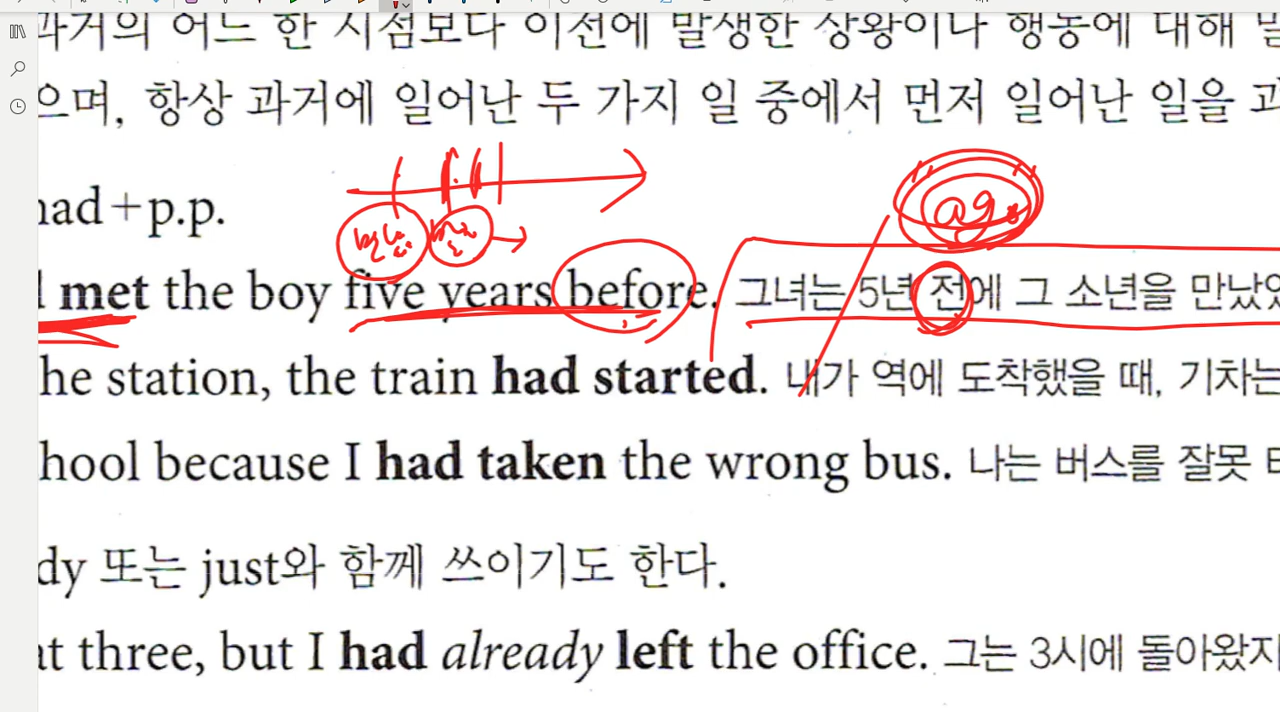 과거의 어느 한 시점보다 이전에 발생한 상황이나 행동에 대해
으며, 항상 과거에 일어난 두 가지 일 중에서 먼저 일어난 일을 과
had+p.p.
ago
met the boy five years before. 그녀는 5년 전에 그 소년을 만났었
he station, the train had started. 내가 역에 도착했을 때, 기차는
hool because I had taken the wrong bus. 나는 버스를 잘못
dy 또는 just와 함께 쓰이기도 한다.
at three, but I had already left the office. 그는 3시에 돌아왔지